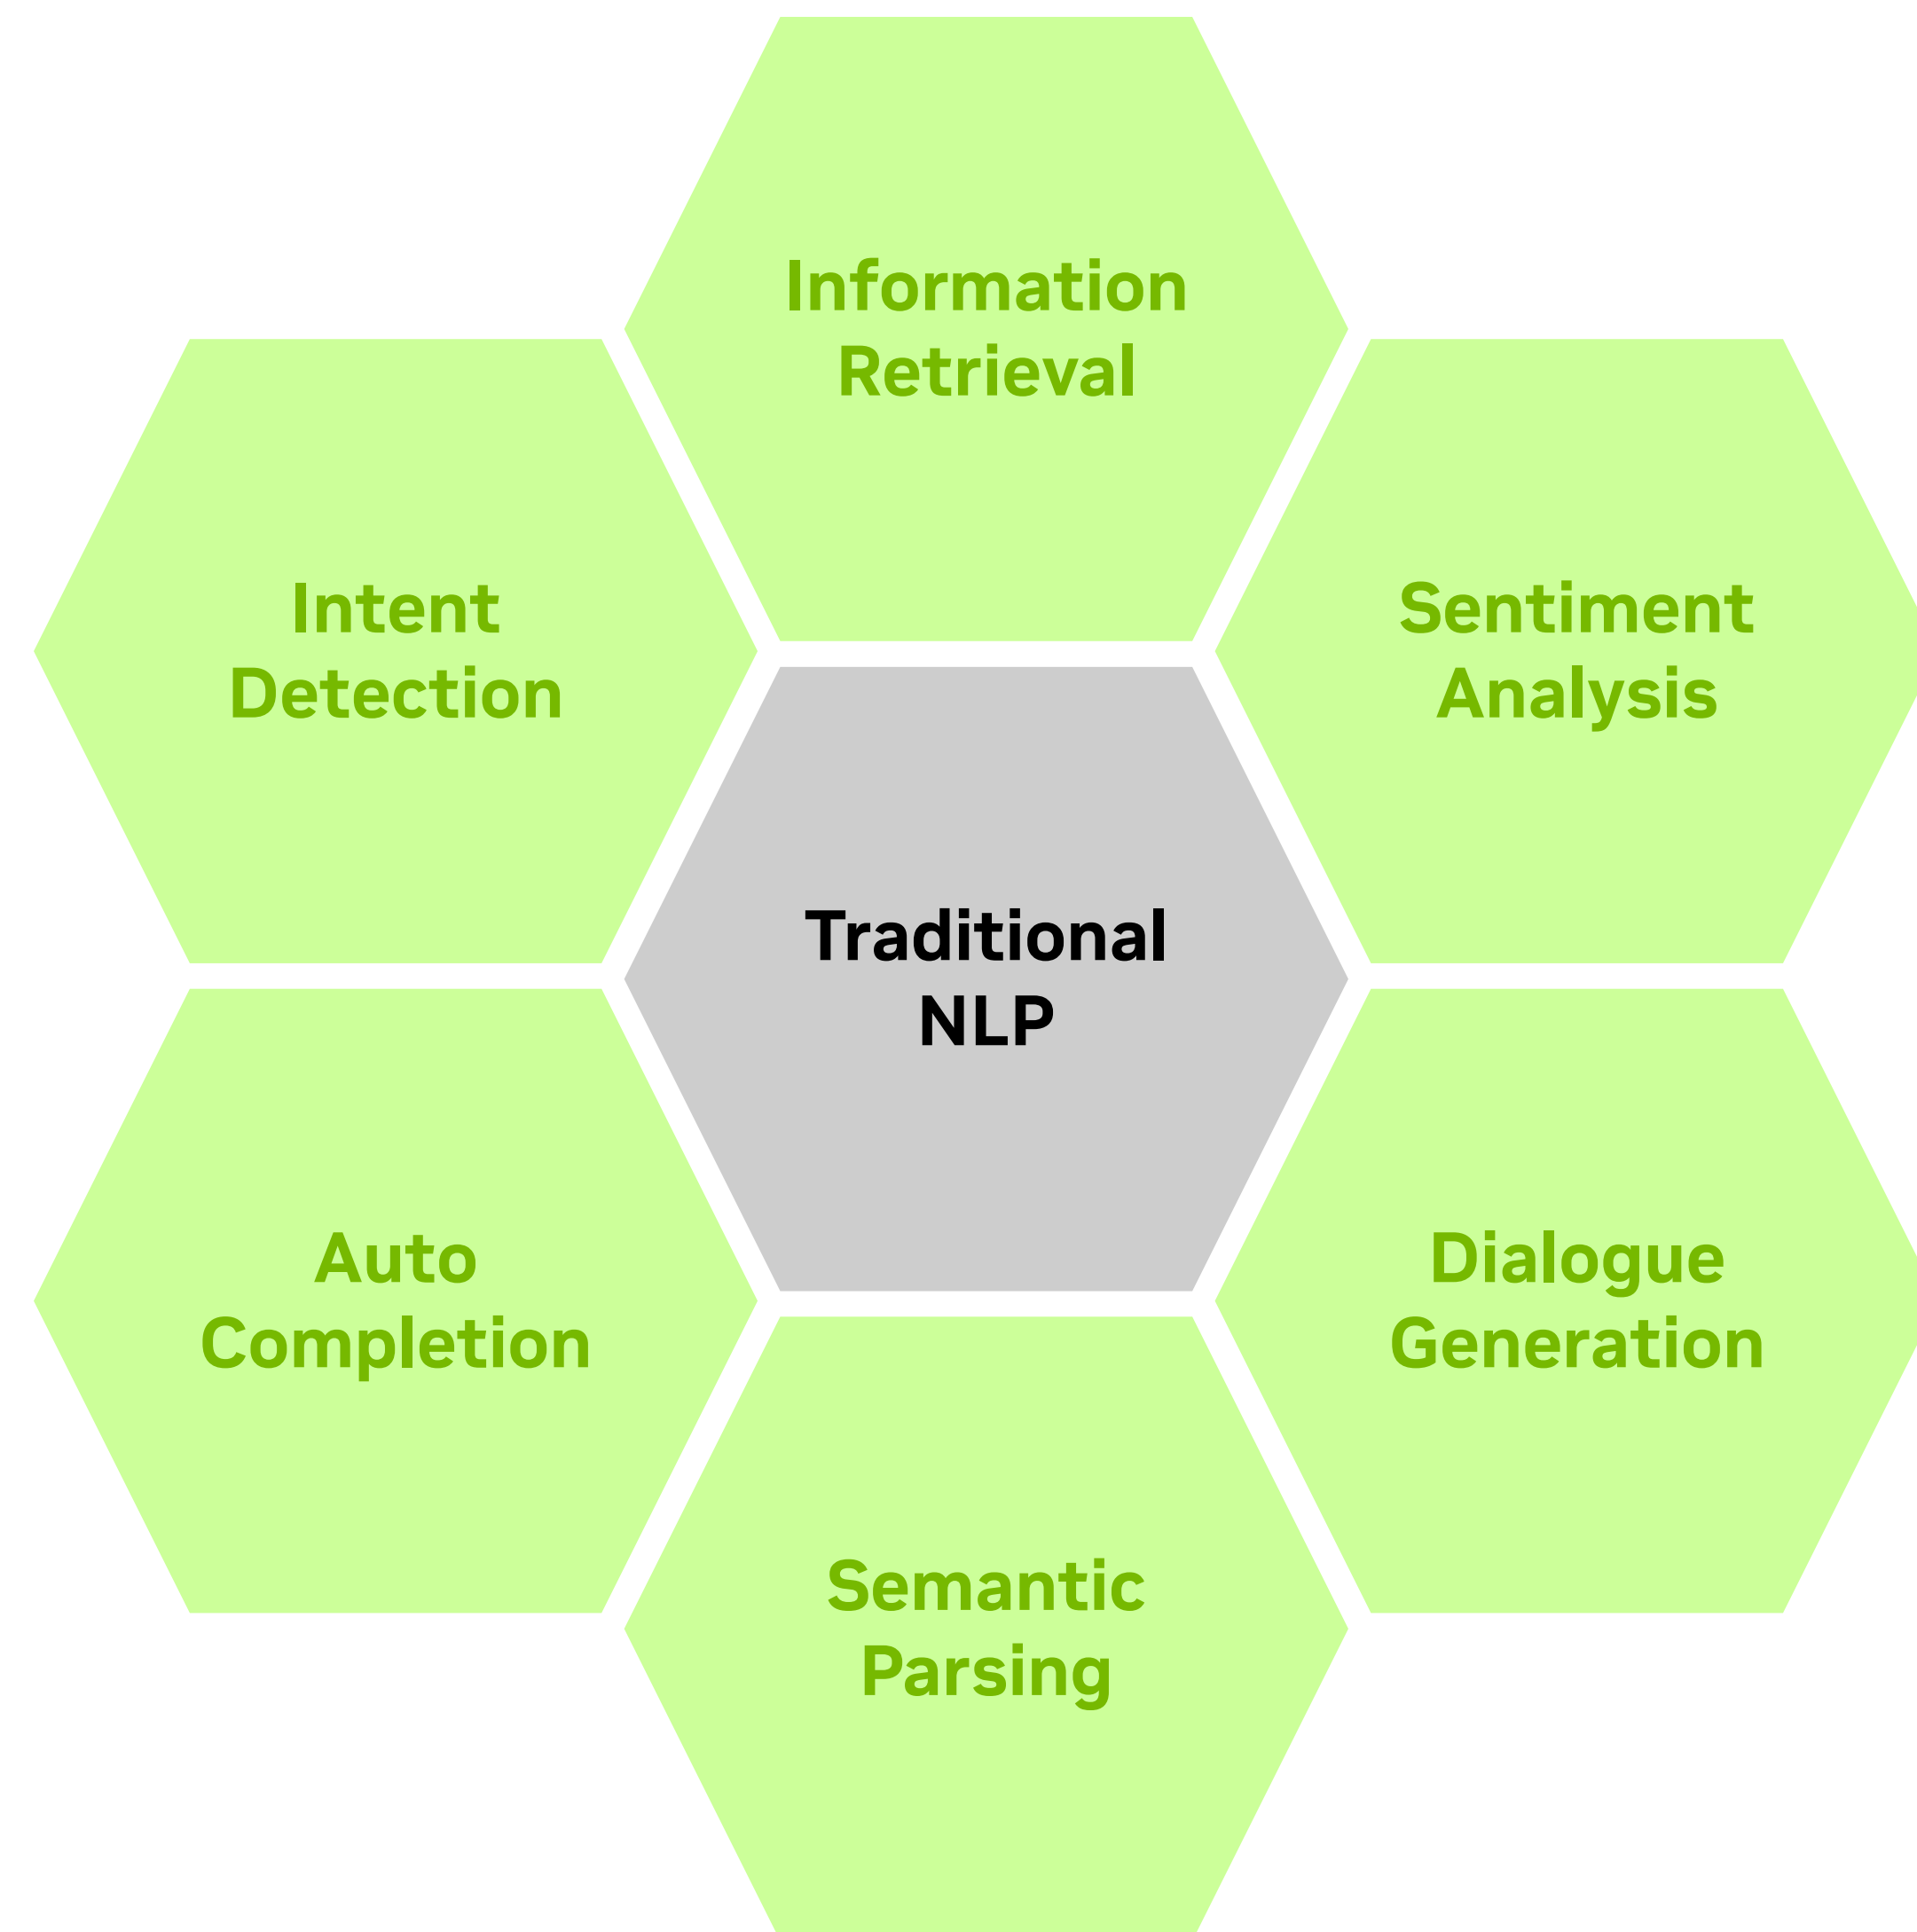 Information
Retrieval
Intent
Detection
Sentiment
Analysis
Traditional
NLP
Auto
Completion
Dialogue
Generation
Semantic
Parsing